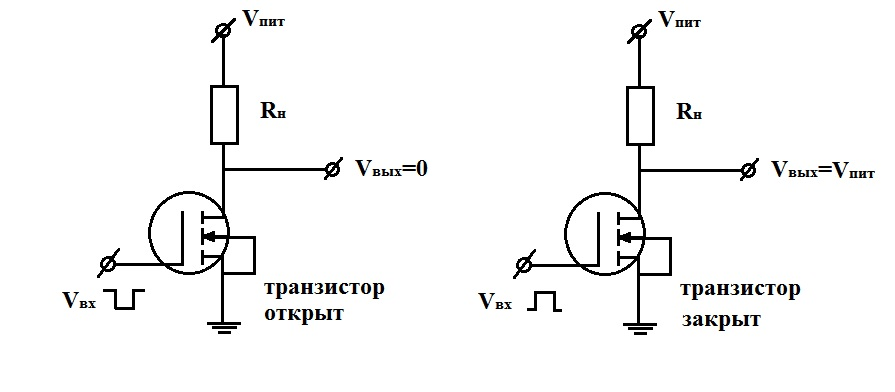 Vпит
Rн
Vвых=0
Vвх
транзистор
открыт
Vпит
Rн
Vвых=Vпит
Vвх
транзистор
закрыт